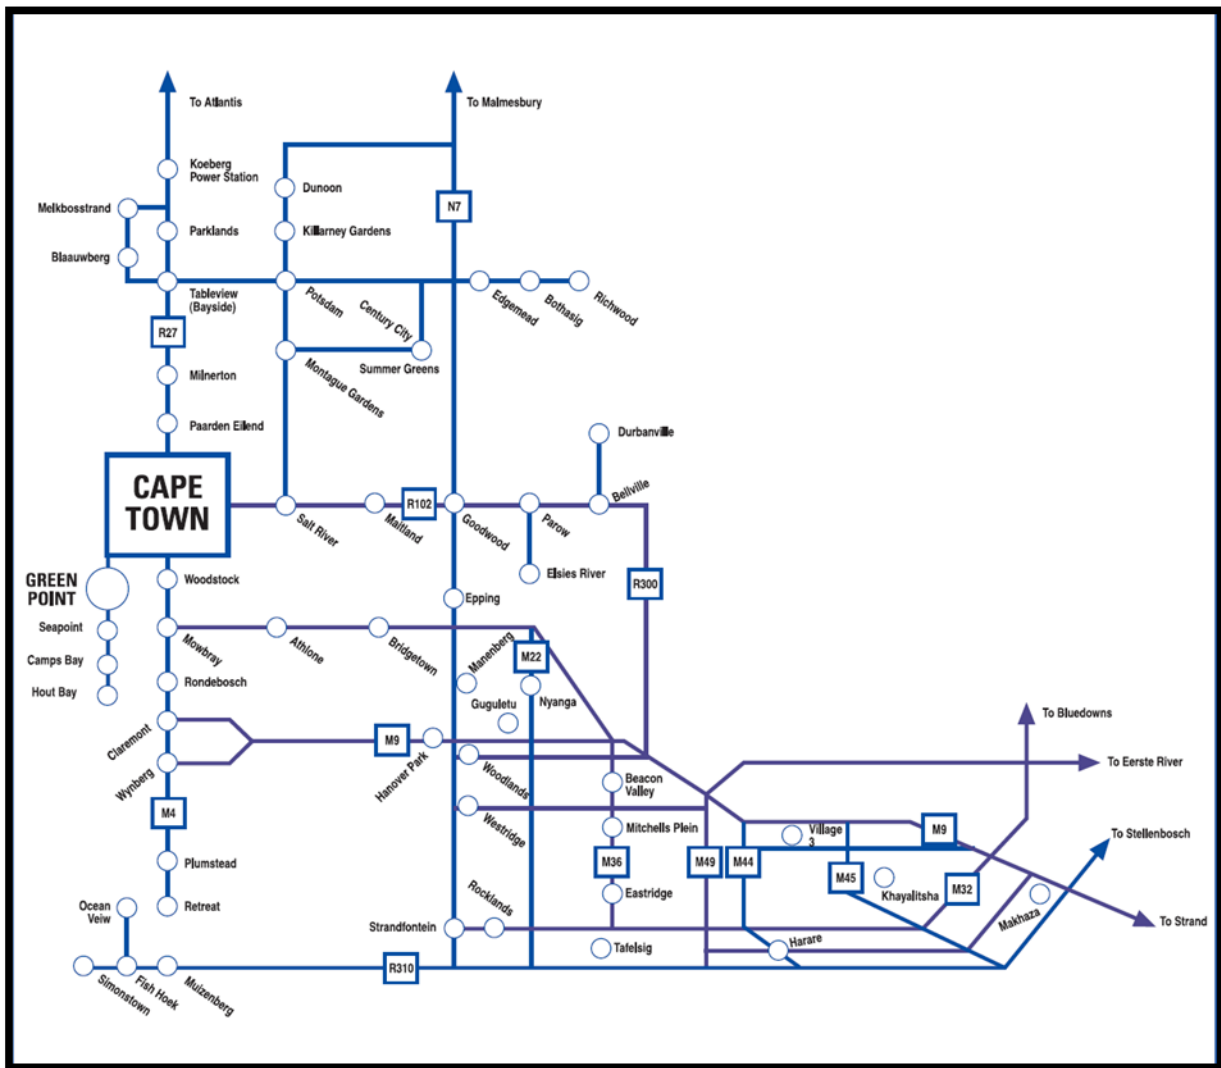 To Atlantis
To Malmesbury
Koeberg
Power Station
Dunoon
Melkbosstrand
N7
Parklands
Killarney Gardens
Blaauwberg
Tableview
(Bayside)
Potsdam
Century City
Edgemead
Bothasig
Richwood
R27
Milnerton
Montague Gardens
Summer Greens
Paarden Eilend
Durbanville
CAPE
TOWN
Salt River
Maitland
R102
Goodwood
Parow
Bellville
GREEN
POINT
Woodstock
Elsies River
R300
Epping
Seapoint
Mowbray
Athlone
Bridgetown
Manenberg
M22
Camps Bay
Hout Bay
Rondebosch
Guguletu
Nyanga
Claremont
M9
Hanover Park
To Bluedowns
Wynberg
Woodlands
Beacon
Valley
To Eerste River
M4
Westridge
Mitchells Plein
Village
3
M9
To Stellenbosch
Plumstead
M36
M49
M44
M45
Khayalitsha
M32
Ocean
Veiw
Retreat
Rocklands
Eastridge
Makhaza
Strandfontein
To Strand
Tafelsig
Harare
Simonstown
Fish Hoek
Muizenberg
R310